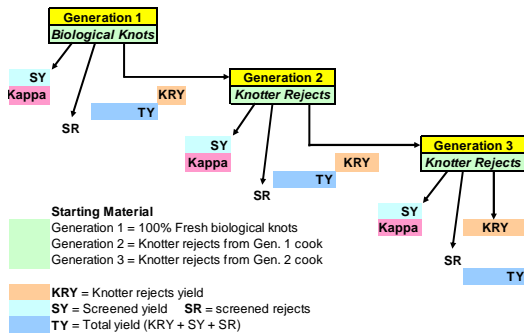 Generation 1
Biological Knots
SY
Kappa
SR
KRY
TY
Generation 2
Knotter Rejects
SY
Kappa
SR
KRY
TY
Generation 3
Knotter Rejects
SY
Kappa
SR
KRY
TY
Starting Material
Generation 1 = 100% Fresh biological knots
Generation 2 = Knotter rejects from Gen. 1 cook
Generation 3 = Knotter rejects from Gen. 2 cook
KRY = Knotter rejects yield
SY = Screened yield SR = screened rejects
TY = Total yield (KRY + SY + SR)